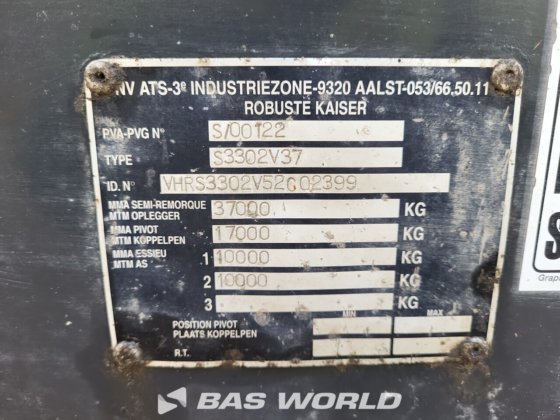 NV ATS-3e INDUSTRIEZONE-9320 AALST-053/66.50.11
ROBUSTE KAISER
PVA-PVG N° S/00122
TYPE S3302V37
ID. N° VHRS3302V52G02399
MMA SEMI-REMORQUE
MTM OPLEGGER 37000 KG
MMA PIVOT
MTM KOPPELPEN 17000 KG
MMA ESSIEU
MTM AS 1 10000 KG
2 10000 KG
3 KG
MIN MAX
POSITION PIVOT
PLAATS KOPPELPEN
R.T.
BAS WORLD